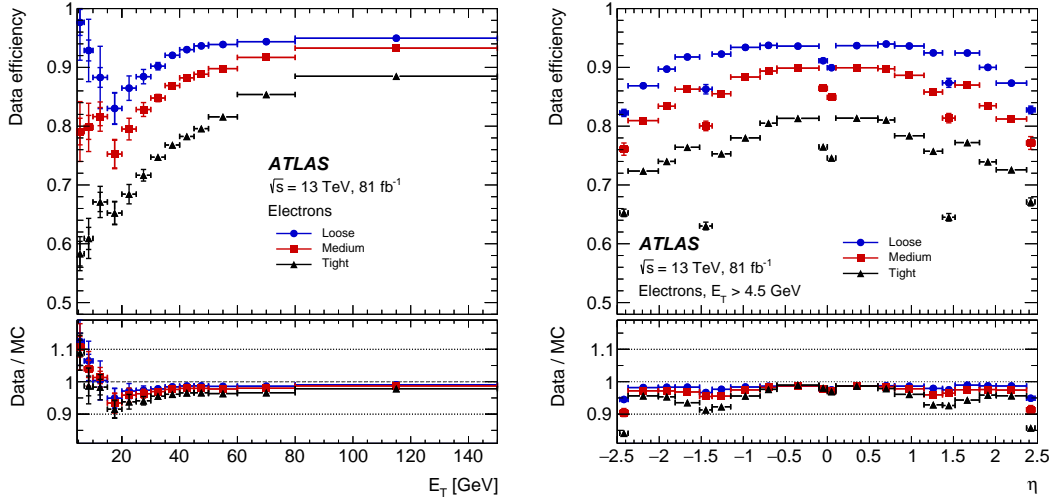 Data efficiency
1
0.9
0.8
0.7
0.6
0.5
ATLAS
√s = 13 TeV, 81 fb⁻¹
Electrons
Loose
Medium
Tight
Data / MC
1.1
1
0.9
20 40 60 80 100 120 140
E_T [GeV]
Data efficiency
1
0.9
0.8
0.7
0.6
0.5
ATLAS
√s = 13 TeV, 81 fb⁻¹
Electrons, E_T > 4.5 GeV
Loose
Medium
Tight
Data / MC
1.1
1
0.9
−2.5 −2 −1.5 −1 −0.5 0 0.5 1 1.5 2 2.5
η